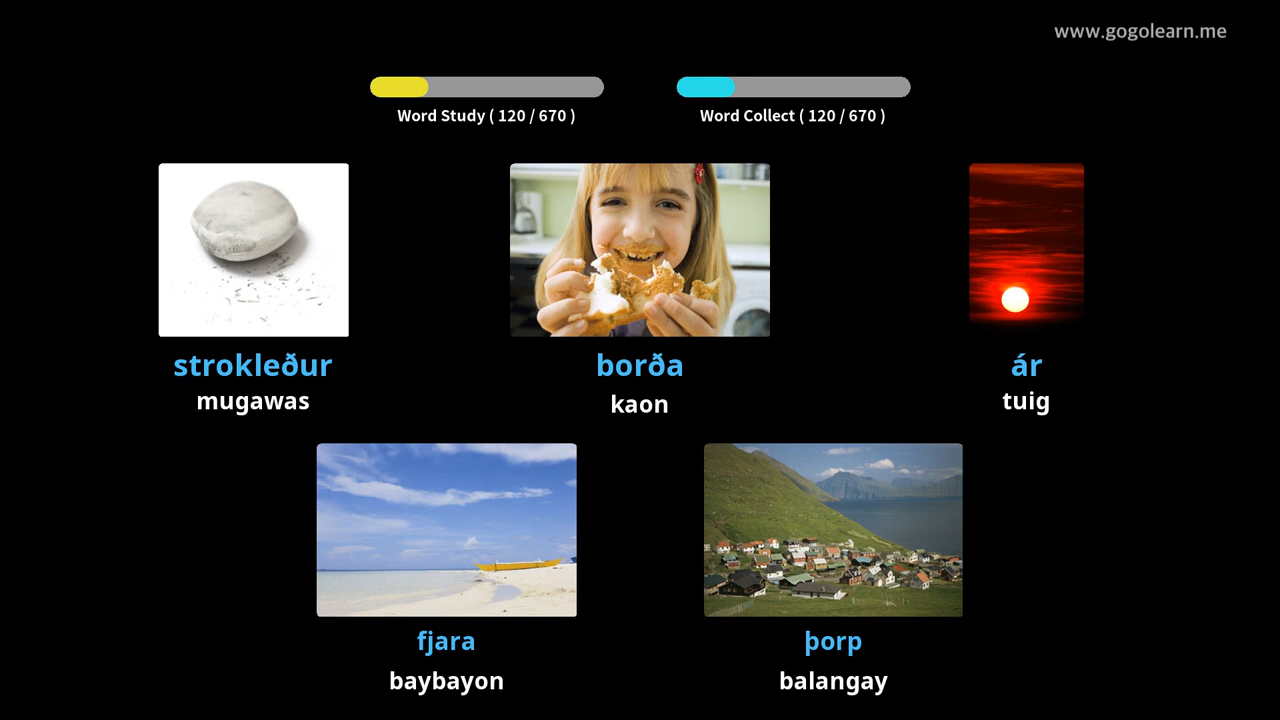 www.gogolearn.me
Word Study ( 120 / 670 )
Word Collect ( 120 / 670 )
strokleður
mugawas
borða
kaon
ár
tuig
fjara
baybayon
þorp
balangay